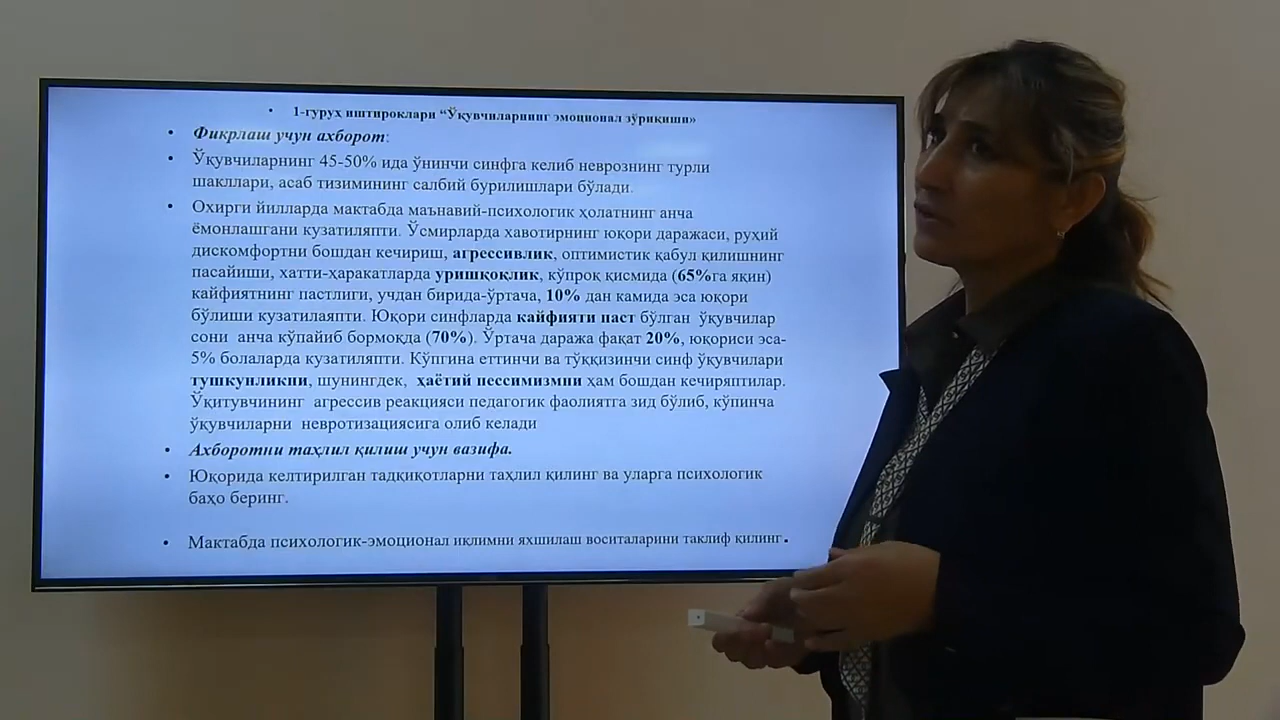 • 1-гуруҳ иштироклари “Ўқувчиларнинг эмоционал зўриқиши»
• Фикрлаш учун ахборот:
• Ўқувчиларнинг 45-50% ида ўнинчи синфга келиб неврознинг турли
шакллари, асаб тизимининг салбий бурилишлари бўлади.
• Охирги йилларда мактабда маънавий-психологик ҳолатнинг анча
ёмонлашгани кузатиляпти. Ўсмирларда хавотирнинг юқори даражаси, руҳий
дискомфортни бошдан кечириш, агрессивлик, оптимистик қабул қилишнинг
пасайиши, хатти-ҳаракатларда уришқоқлик, кўпроқ қисмида (65%га яқин)
кайфиятнинг пастлиги, учдан бирида-ўртача, 10% дан камида эса юқори
бўлиши кузатилаяпти. Юқори синфларда кайфияти паст бўлган ўқувчилар
сони анча кўпайиб бормоқда (70%). Ўртача даража фақат 20%, юқориси эса-
5% болаларда кузатиляпти. Кўпгина еттинчи ва тўққизинчи синф ўқувчилари
тушкунликни, шунингдек, ҳаётий пессимизмни ҳам бошдан кечиряптилар.
Ўқитувчининг агрессив реакцияси педагогик фаолиятга зид бўлиб, кўпинча
ўқувчиларни невротизациясига олиб келади
• Ахборотни таҳлил қилиш учун вазифа.
• Юқорида келтирилган тадқиқотларни таҳлил қилинг ва уларга психологик
баҳо беринг.
• Мактабда психологик-эмоционал иқлимни яхшилаш воситаларини таклиф қилинг.